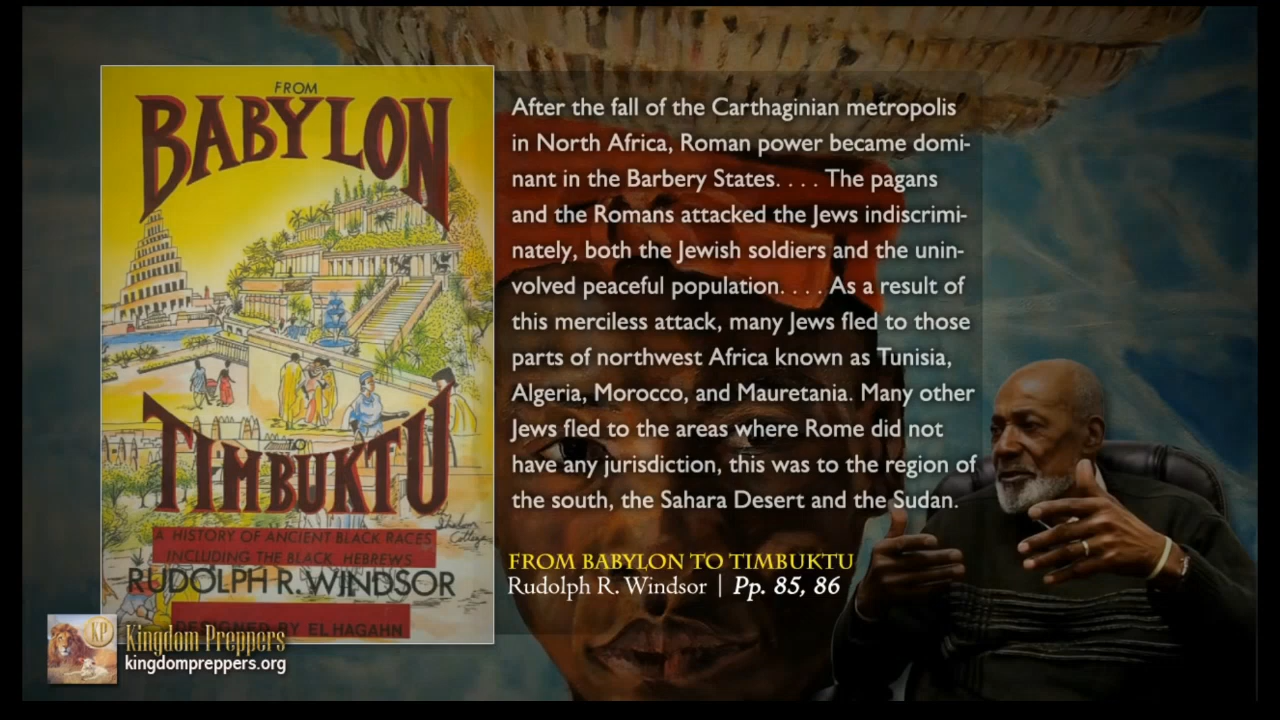 FROM
BABYLON
TO
TIMBUKTU
A HISTORY OF ANCIENT BLACK RACES
INCLUDING THE BLACK HEBREWS
RUDOLPH R. WINDSOR
DESIGNED BY EL HAGAHN
After the fall of the Carthaginian metropolis
in North Africa, Roman power became domi-
nant in the Barbery States. . . . The pagans
and the Romans attacked the Jews indiscrimi-
nately, both the Jewish soldiers and the unin-
volved peaceful population. . . . As a result of
this merciless attack, many Jews fled to those
parts of northwest Africa known as Tunisia,
Algeria, Morocco, and Mauretania. Many other
Jews fled to the areas where Rome did not
have any jurisdiction, this was to the region of
the south, the Sahara Desert and the Sudan.
FROM BABYLON TO TIMBUKTU
Rudolph R. Windsor | Pp. 85, 86
KP
Kingdom Preppers
kingdompreppers.org